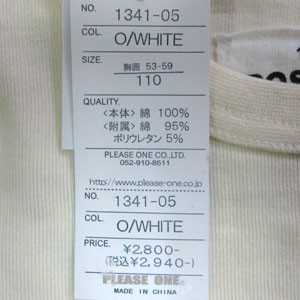 NO. 1341-05
COL. O/WHITE
SIZE. 胸囲 53-59
110
QUALITY.
<本体> 綿 100%
<附属> 綿 95%
ポリウレタン 5%
PLEASE ONE CO.,LTD.
052-910-8511
http://www.please-one.co.jp/
NO. 1341-05
COL. O/WHITE
PRICE. ¥2,800-
(税込¥2,940-)
PLEASE ONE.
MADE IN CHINA